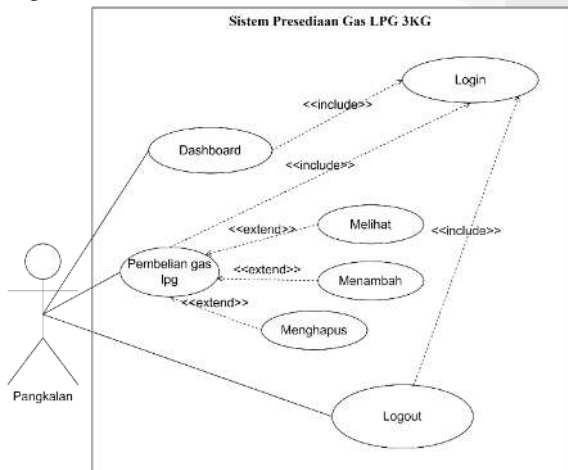 Sistem Presediaan Gas LPG 3KG
Login
<<include>>
Dashboard
<<include>>
Melihat
<<extend>>
<<include>>
Pembelian gas
lpg
<<extend>>
Menambah
<<extend>>
Menghapus
Pangkalan
Logout